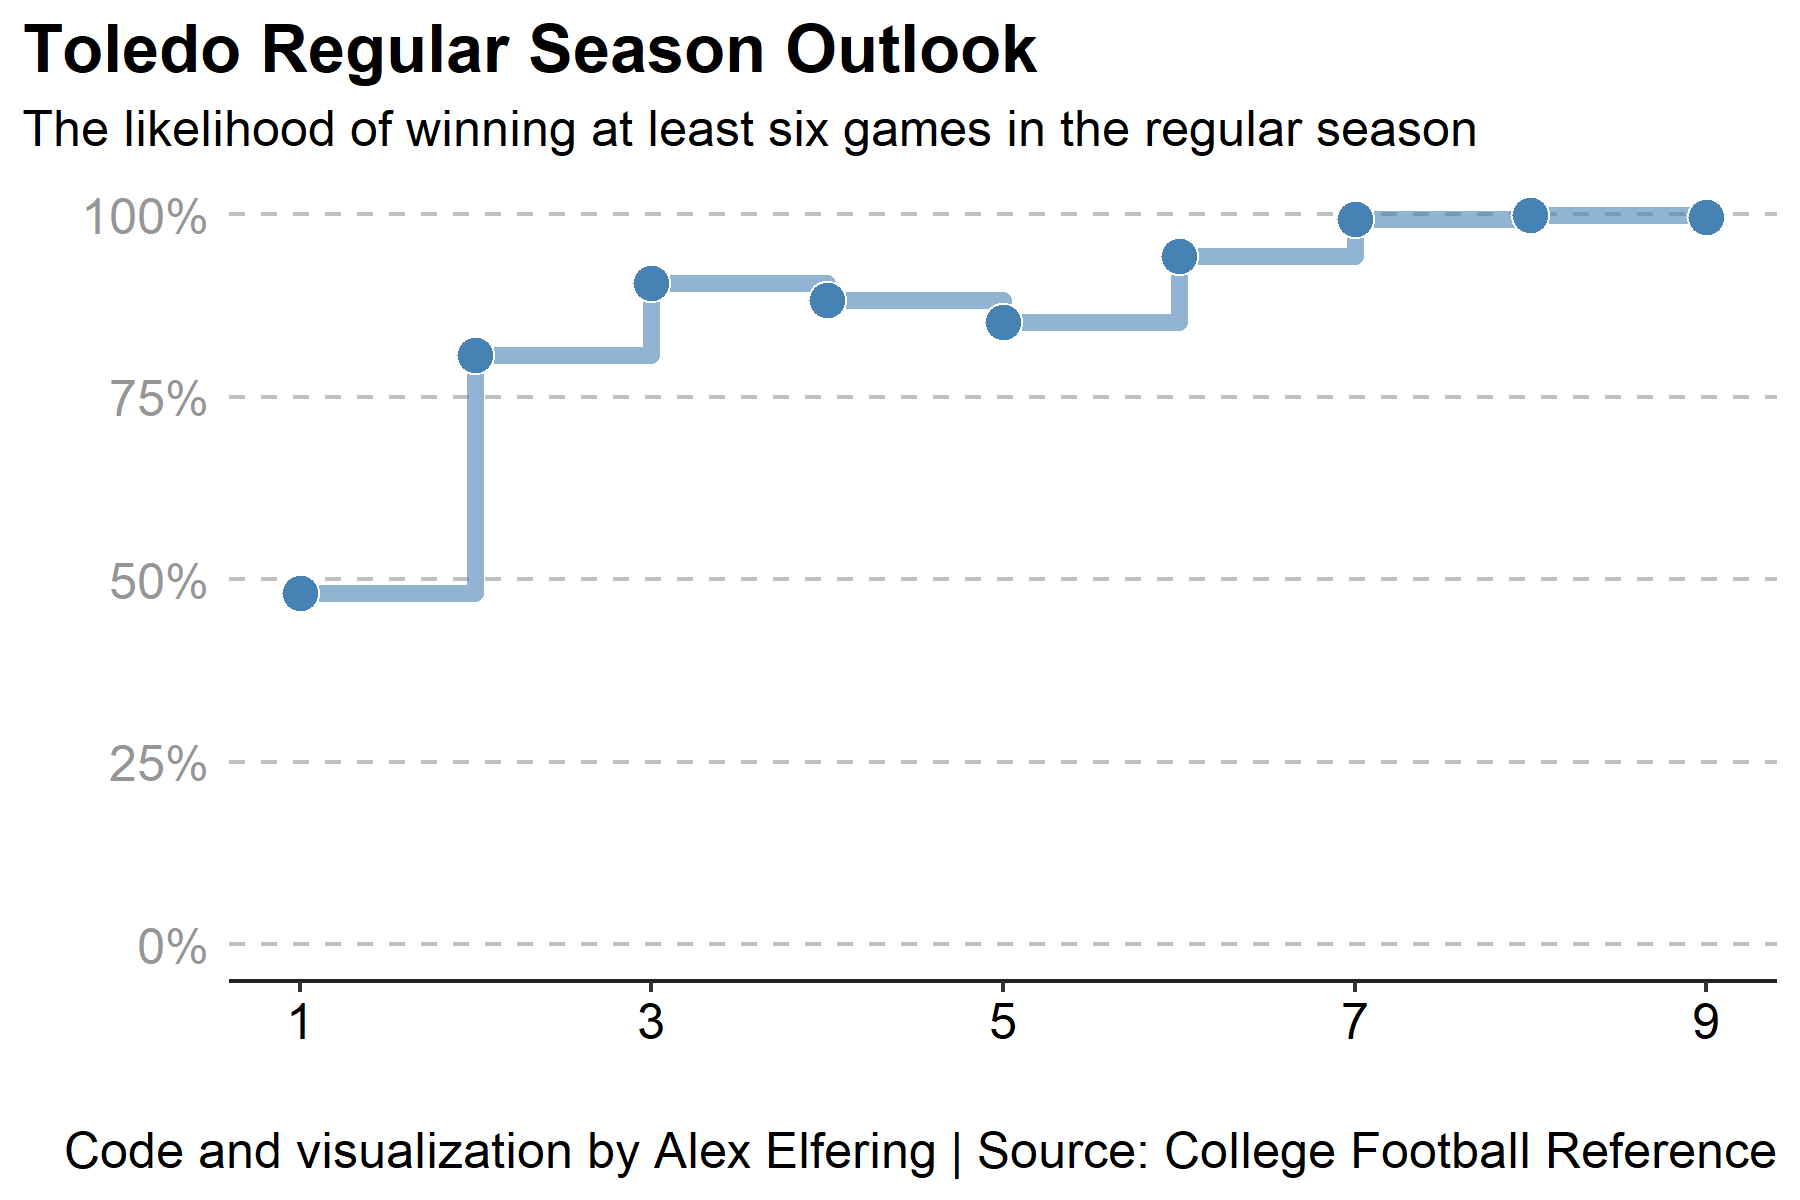 Toledo Regular Season Outlook
The likelihood of winning at least six games in the regular season
100%
75%
50%
25%
0%
1 3 5 7 9
Code and visualization by Alex Elfering | Source: College Football Reference